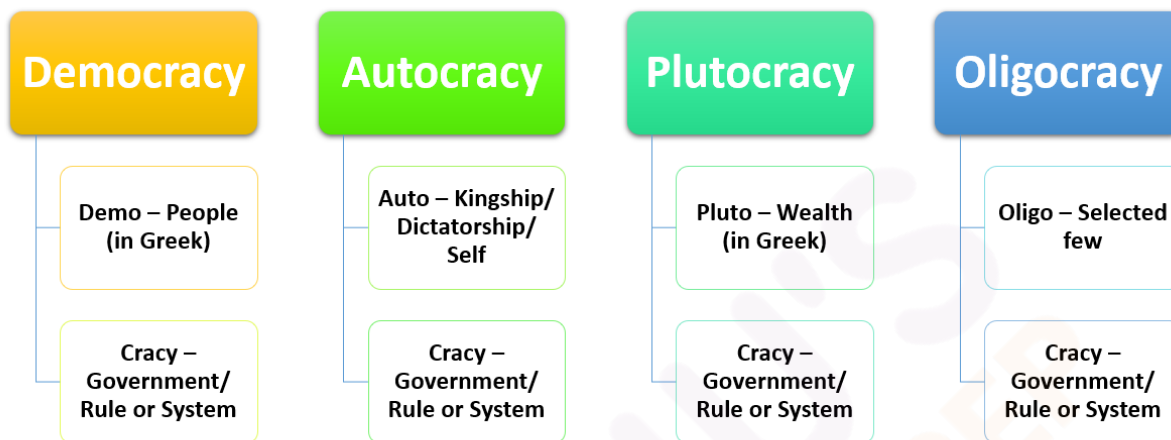 Democracy
Demo – People
(in Greek)
Cracy –
Government/
Rule or System
Autocracy
Auto – Kingship/
Dictatorship/
Self
Cracy –
Government/
Rule or System
Plutocracy
Pluto – Wealth
(in Greek)
Cracy –
Government/
Rule or System
Oligocracy
Oligo – Selected
few
Cracy –
Government/
Rule or System